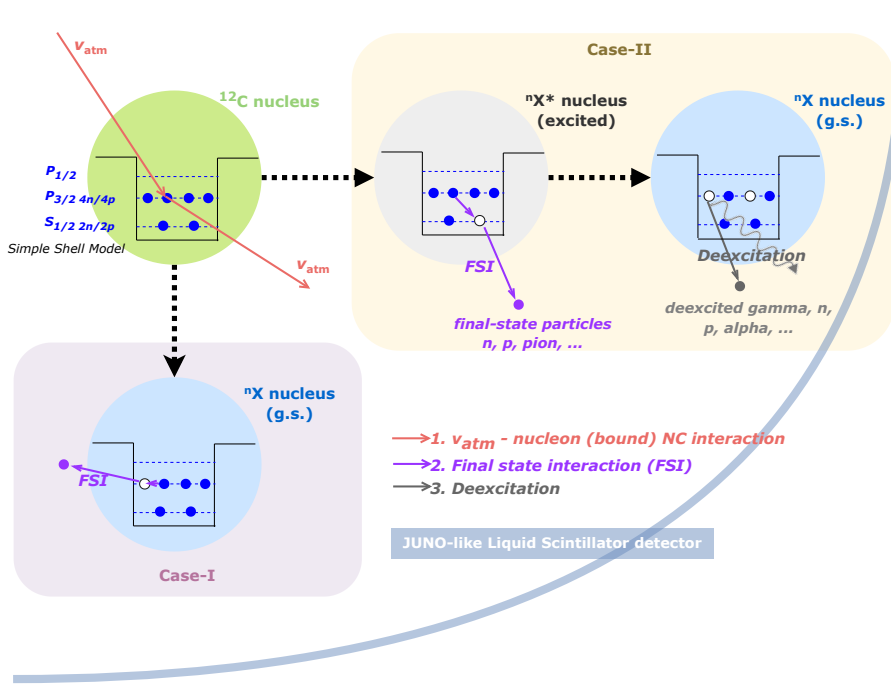 ν_atm
Case-II
¹²C nucleus
ⁿX* nucleus
(excited)
ⁿX nucleus
(g.s.)
P_1/2
P_3/2 4n/4p
S_1/2 2n/2p
Simple Shell Model
ν_atm
FSI
Deexcitation
final-state particles
n, p, pion, ...
deexcited gamma, n,
p, alpha, ...
ⁿX nucleus
(g.s.)
FSI
Case-I
1. ν_atm - nucleon (bound) NC interaction
2. Final state interaction (FSI)
3. Deexcitation
JUNO-like Liquid Scintillator detector